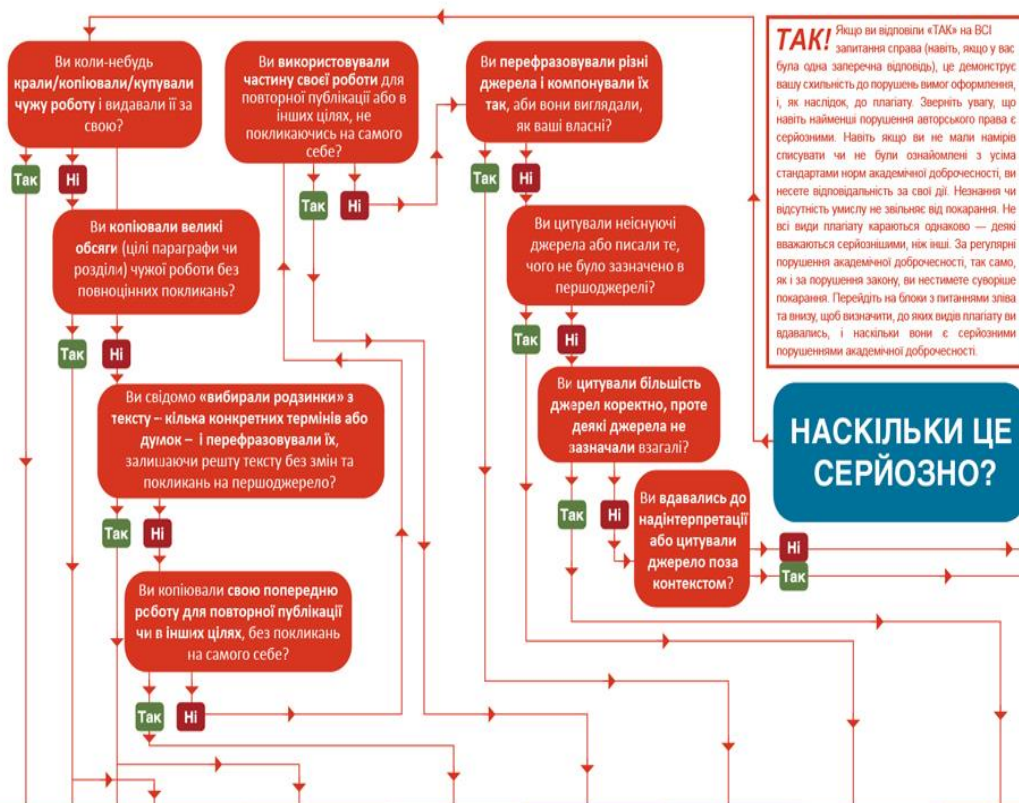 Ви коли-небудь
крали/копіювали/купували
чужу роботу і видавали її за
свою?
Так
Ні
Ви копіювали великі
обсяги (цілі параграфи чи
розділи) чужої роботи без
повноцінних покликань?
Так
Ні
Ви свідомо «вибирали родзинки» з
тексту – кілька конкретних термінів або
думок – і перефразовували їх,
залишаючи решту тексту без змін та
покликань на першоджерело?
Так
Ні
Ви копіювали свою попередню
роботу для повторної публікації
чи в інших цілях, без покликань
на самого себе?
Так
Ні
Ви використовували
частину своєї роботи для
повторної публікації або в
інших цілях, не
покликаючись на самого
себе?
Так
Ні
Ви перефразовували різні
джерела і компонували їх
так, аби вони виглядали,
як ваші власні?
Так
Ні
Ви цитували неіснуючі
джерела або писали те,
чого не було зазначено в
першоджерелі?
Так
Ні
Ви цитували більшість
джерел коректно, проте
деякі джерела не
зазначали взагалі?
Так
Ні
Ви вдавались до
надінтерпретації
або цитували
джерело поза
контекстом?
Ні
Так
ТАК! Якщо ви відповіли «ТАК» на ВСІ
запитання справа (навіть, якщо у вас
була одна заперечна відповідь), це демонструє
вашу схильність до порушень вимог оформлення,
і, як наслідок, до плагіату. Зверніть увагу, що
навіть найменші порушення авторського права є
серйозними. Навіть якщо ви не мали намірів
списувати чи не були ознайомлені з усіма
стандартами норм академічної доброчесності, ви
несете відповідальність за свої дії. Незнання чи
відсутність умислу не звільняє від покарання. Не
всі види плагіату караються однаково — деякі
вважаються серйознішими, ніж інші. За регулярні
порушення академічної доброчесності, так само,
як і за порушення закону, ви нестимете суворіше
покарання. Перейдіть на блоки з питаннями зліва
та внизу, щоб визначити, до яких видів плагіату ви
вдавались, і наскільки вони є серйозними
порушеннями академічної доброчесності.
НАСКІЛЬКИ ЦЕ
СЕРЙОЗНО?